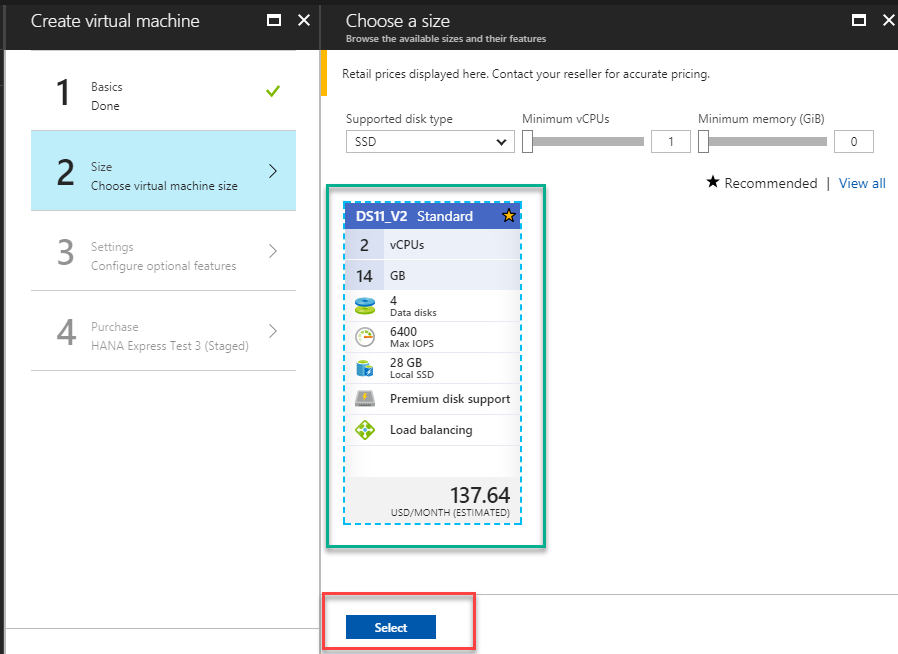 Create virtual machine
1
Basics
Done
2
Size
Choose virtual machine size
3
Settings
Configure optional features
4
Purchase
HANA Express Test 3 (Staged)
Choose a size
Browse the available sizes and their features
Retail prices displayed here. Contact your reseller for accurate pricing.
Supported disk type
SSD
Minimum vCPUs
1
Minimum memory (GiB)
0
★ Recommended | View all
DS11_V2 Standard
2 vCPUs
14 GB
4
Data disks
6400
Max IOPS
28 GB
Local SSD
Premium disk support
Load balancing
137.64
USD/MONTH (ESTIMATED)
Select